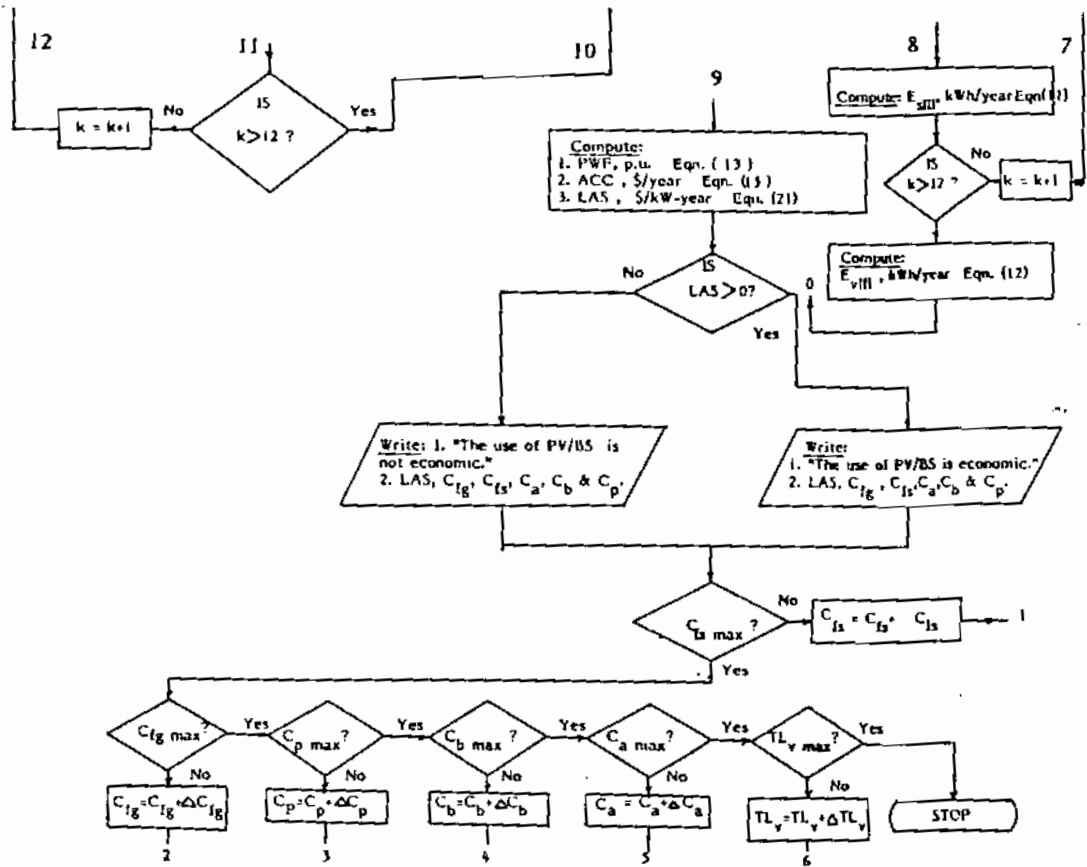 12
11
10
8
7
9
IS
k>12 ?
No
Yes
k = k+1
Compute: E_s[f], kWh/year Eqn(12)
IS
k>12 ?
No
k = k+1
Compute:
1. PWF, p.u. Eqn. (13)
2. ACC, $/year Eqn. (15)
3. LAS, $/kW-year Eqn. (21)
Compute:
E_v[f], kWh/year Eqn. (12)
0
IS
LAS>0?
No
Yes
Write: 1. "The use of PV/BS is
not economic."
2. LAS, C_fg, C_fs, C_a, C_b & C_p.
Write:
1. "The use of PV/BS is economic."
2. LAS, C_fg, C_fs, C_a, C_b & C_p.
C_fs max ?
No
C_fs = C_fs+ C_fs
1
Yes
C_fg max?
Yes
C_p max?
Yes
C_b max?
Yes
C_a max?
Yes
TL_v max?
Yes
No
No
No
No
No
C_fg=C_fg+ΔC_fg
C_p=C_p+ΔC_p
C_b=C_b+ΔC_b
C_a = C_a+ΔC_a
TL_v=TL_v+ΔTL_v
STOP
2
3
4
5
6